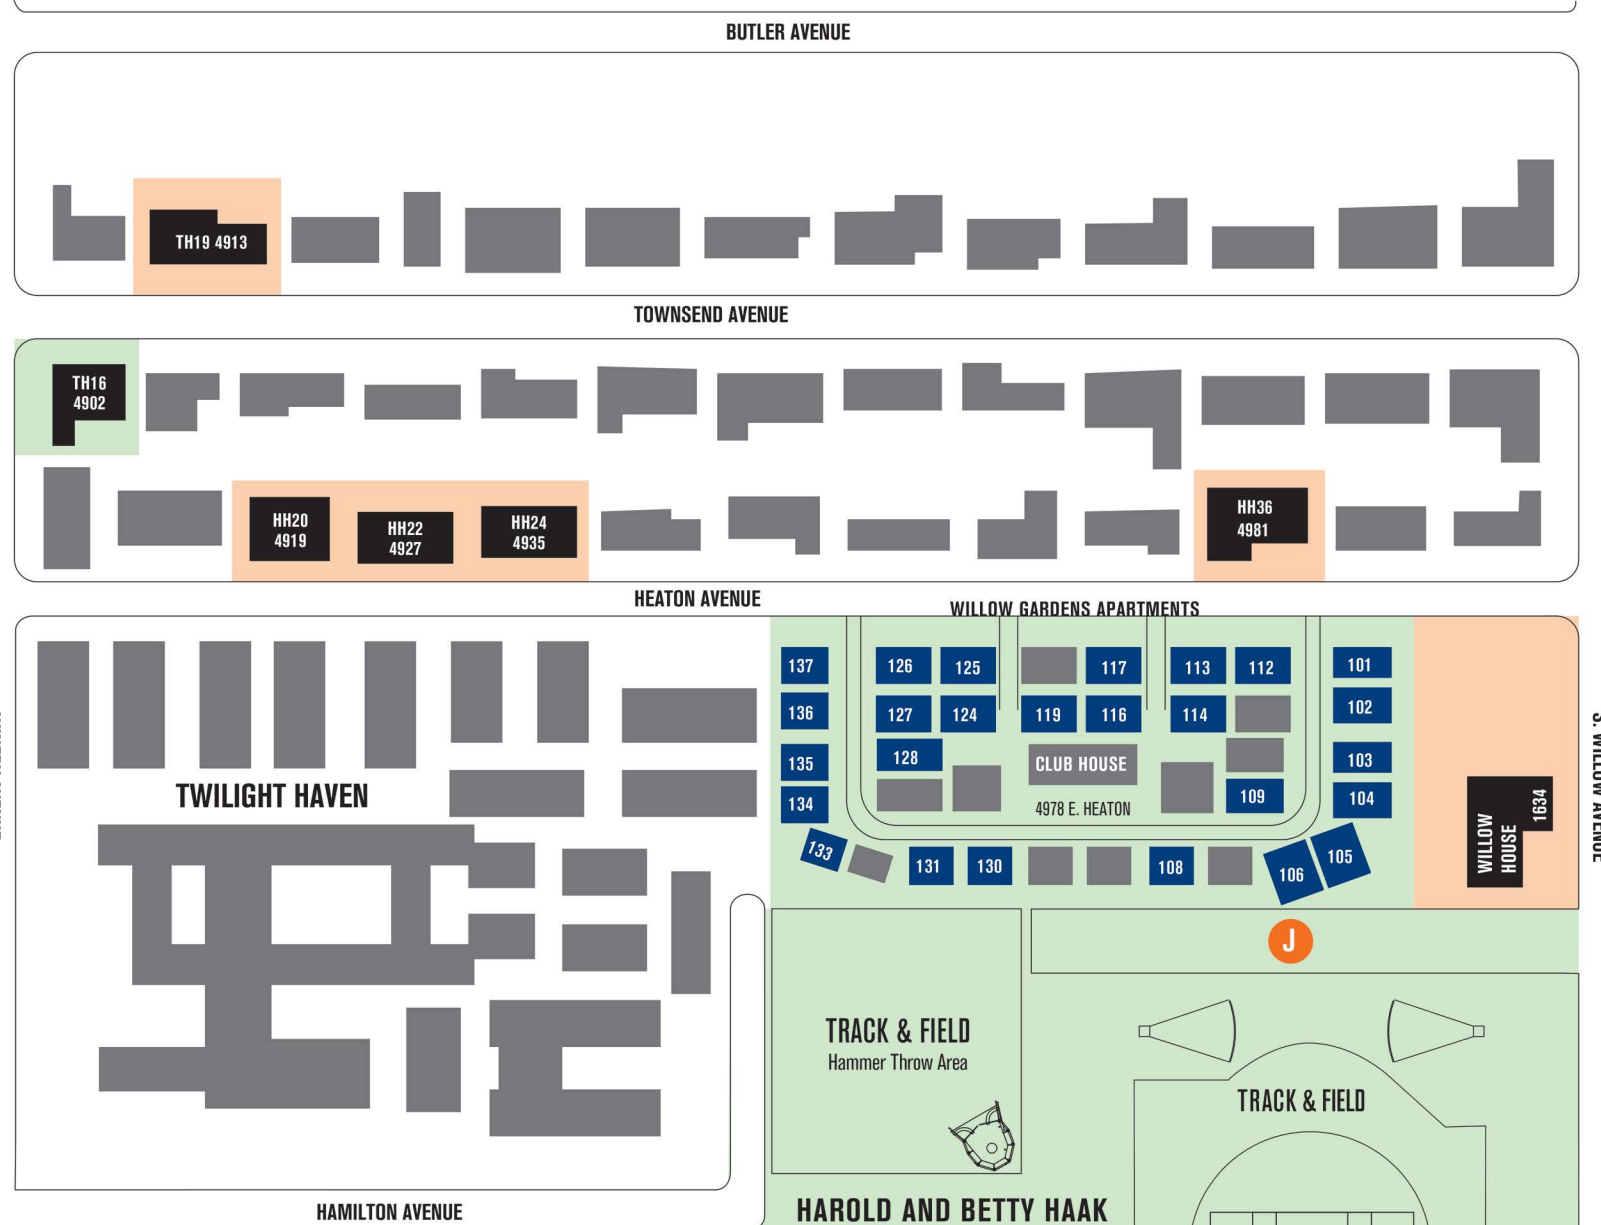 BUTLER AVENUE
TH19 4913
TOWNSEND AVENUE
TH16
4902
HH20
4919
HH22
4927
HH24
4935
HH36
4981
HEATON AVENUE
WILLOW GARDENS APARTMENTS
137
126
125
117
113
112
101
136
127
124
119
116
114
102
135
128
CLUB HOUSE
103
134
4978 E. HEATON
109
104
133
131
130
108
106
105
TWILIGHT HAVEN
WILLOW
HOUSE
1634
S. WILLOW AVENUE
J
TRACK & FIELD
Hammer Throw Area
TRACK & FIELD
HAROLD AND BETTY HAAK
HAMILTON AVENUE